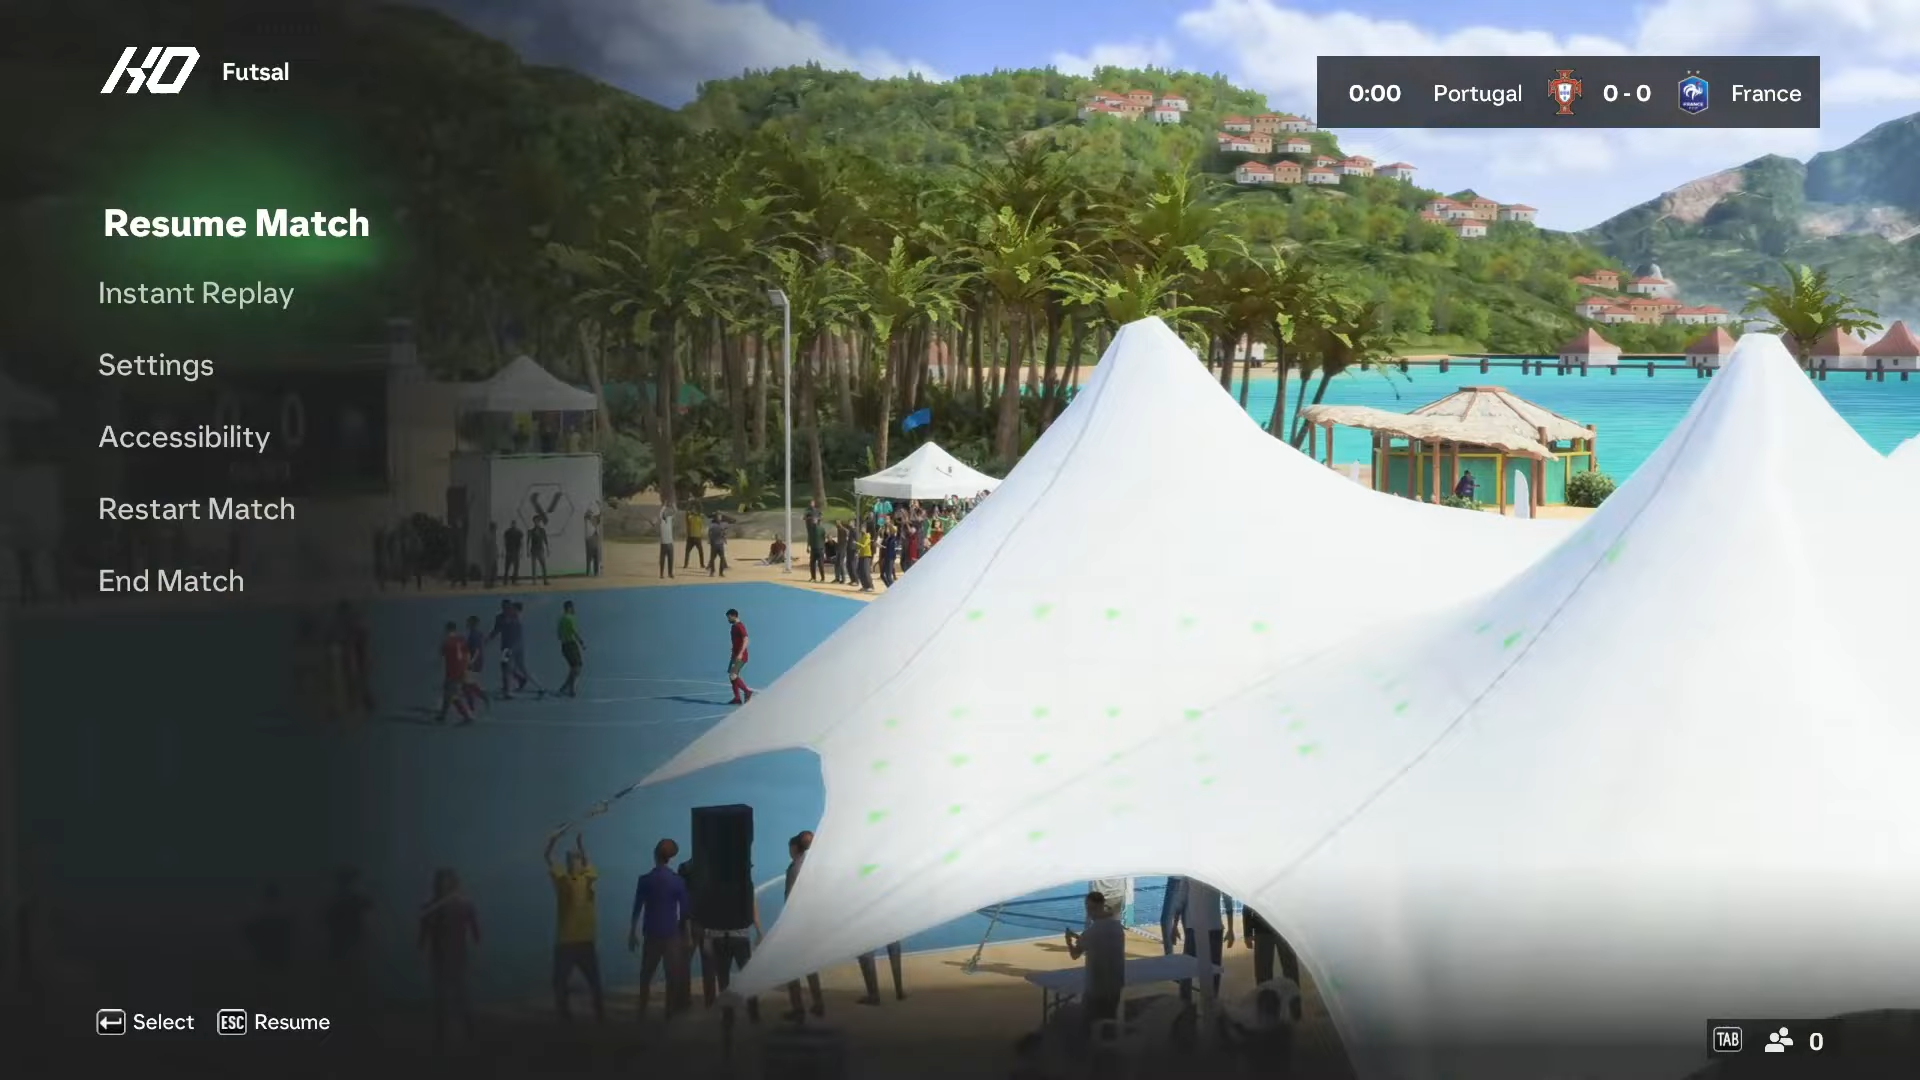 KO Futsal
0:00 Portugal 0 - 0 France
Resume Match
Instant Replay
Settings
Accessibility
Restart Match
End Match
Select ESC Resume
TAB 0